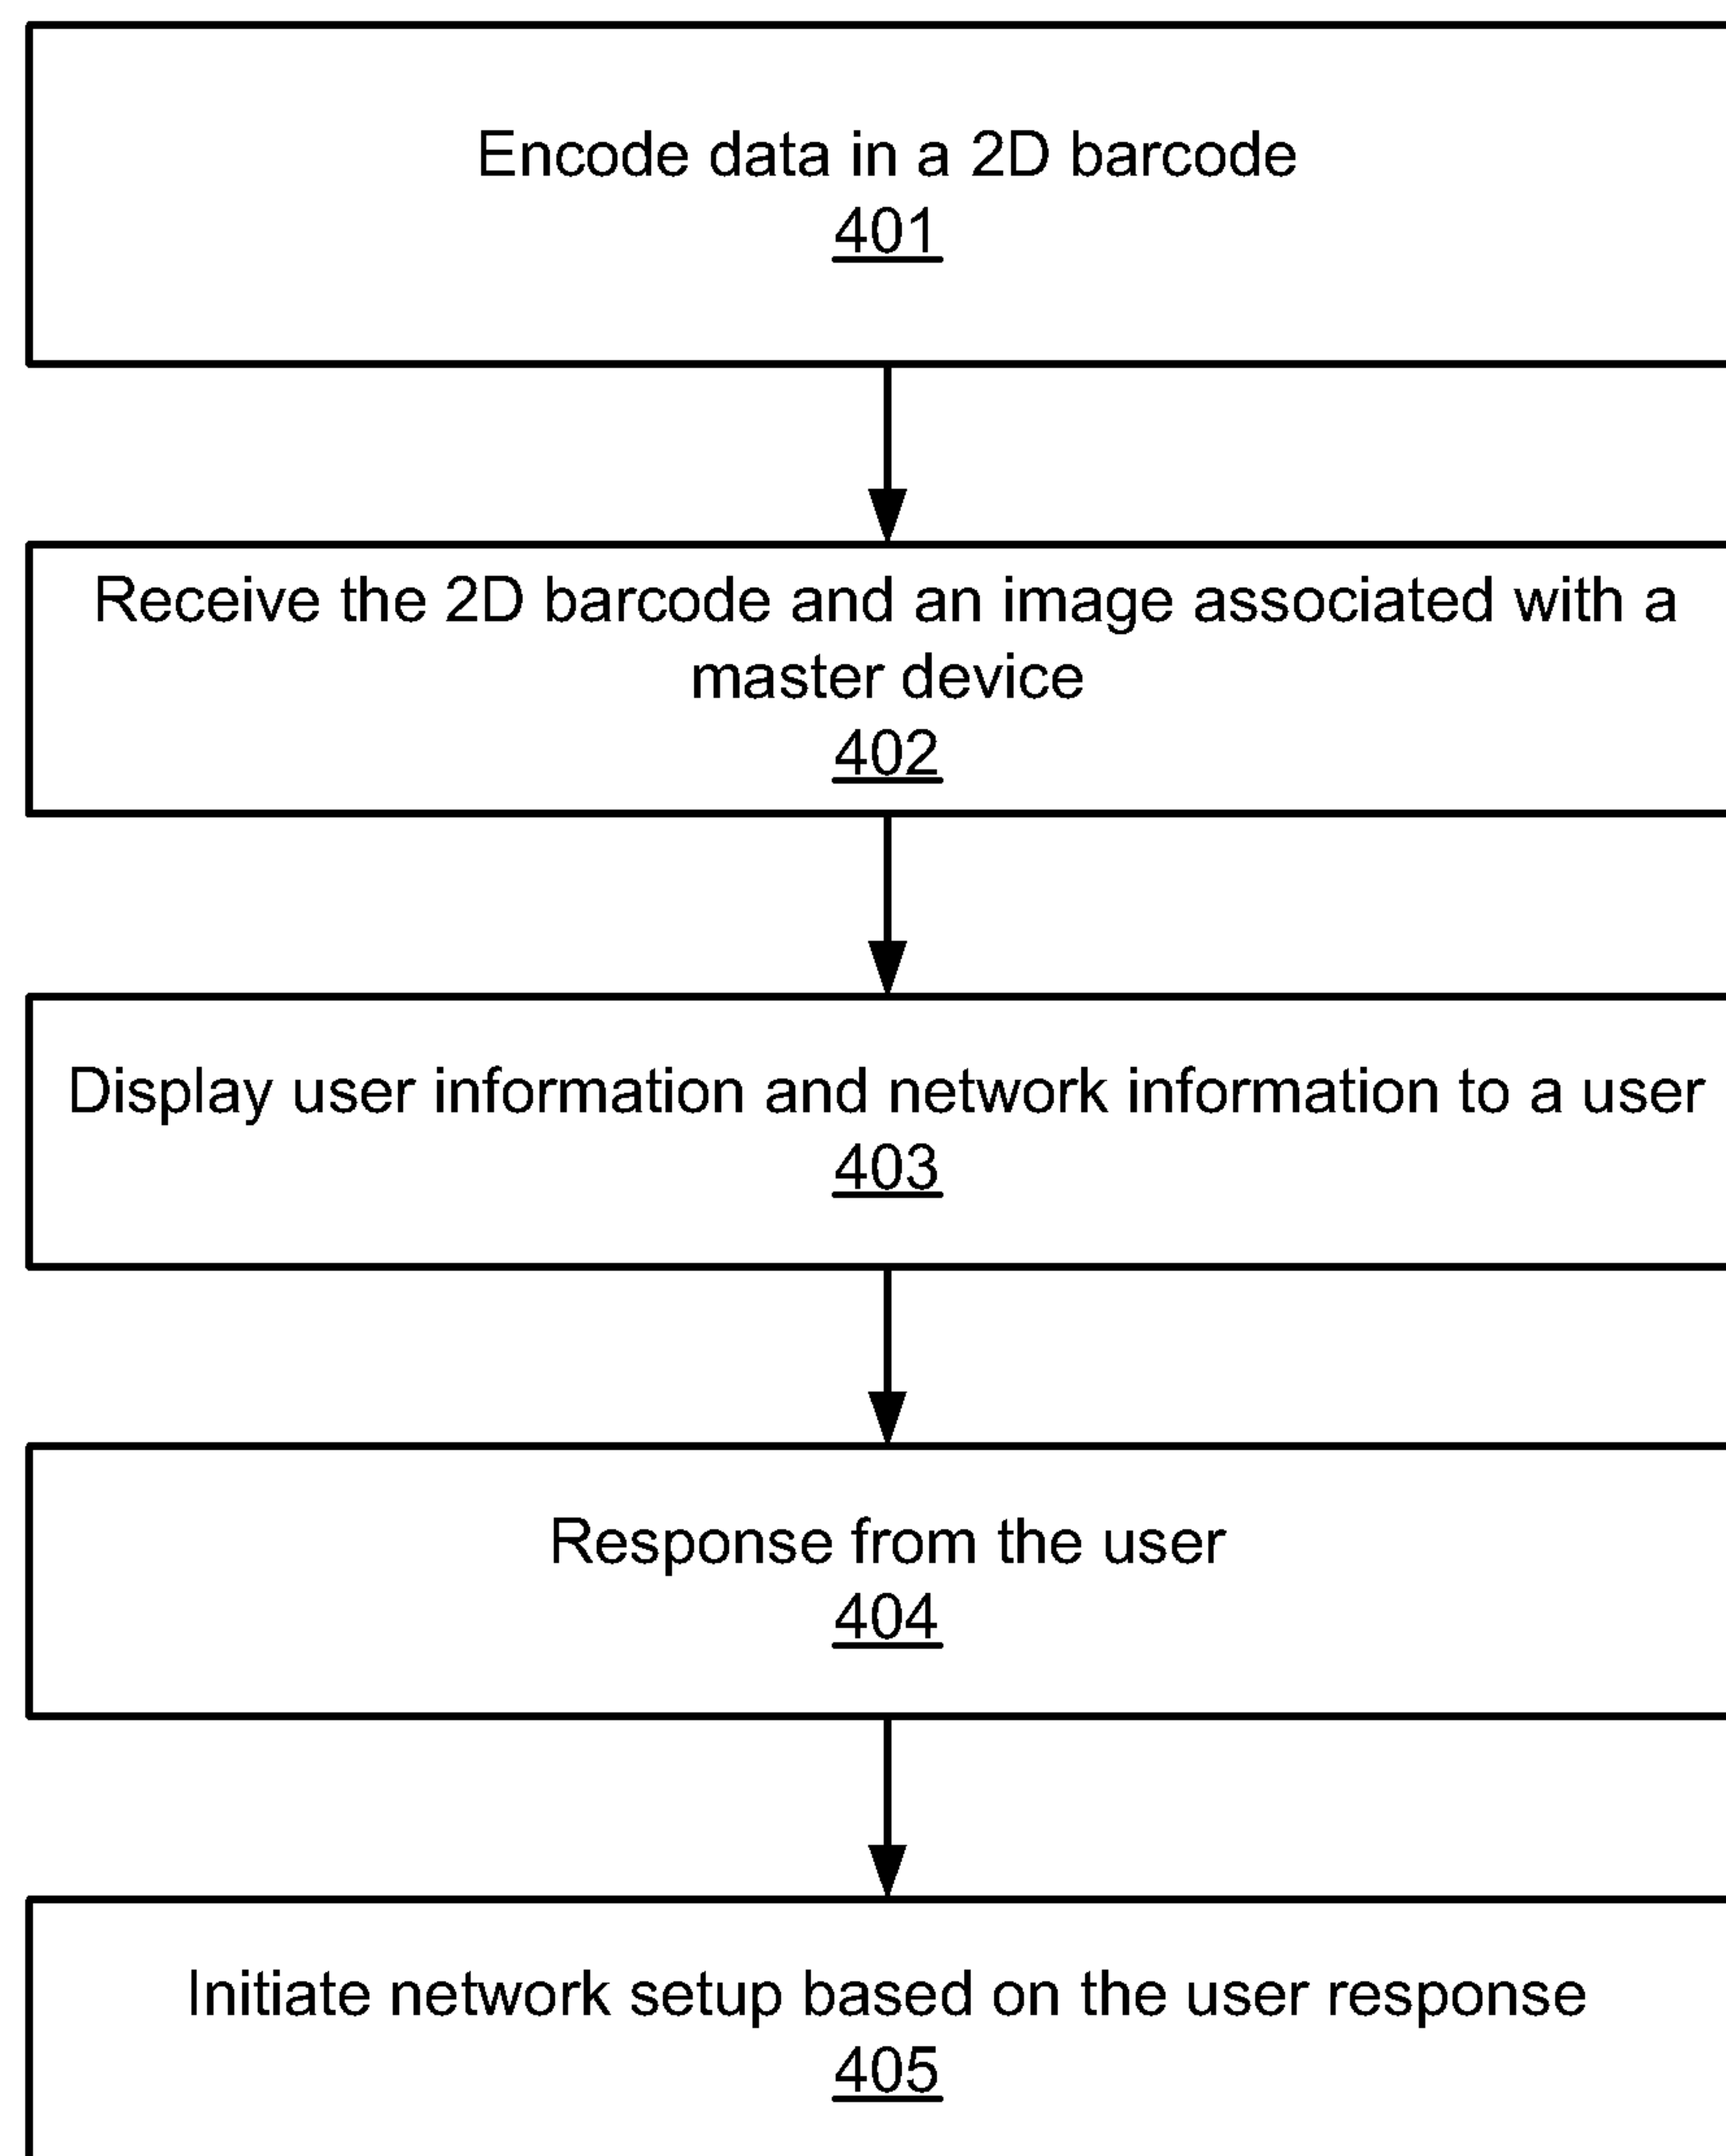 Encode data in a 2D barcode
401
Receive the 2D barcode and an image associated with a
master device
402
Display user information and network information to a user
403
Response from the user
404
Initiate network setup based on the user response
405